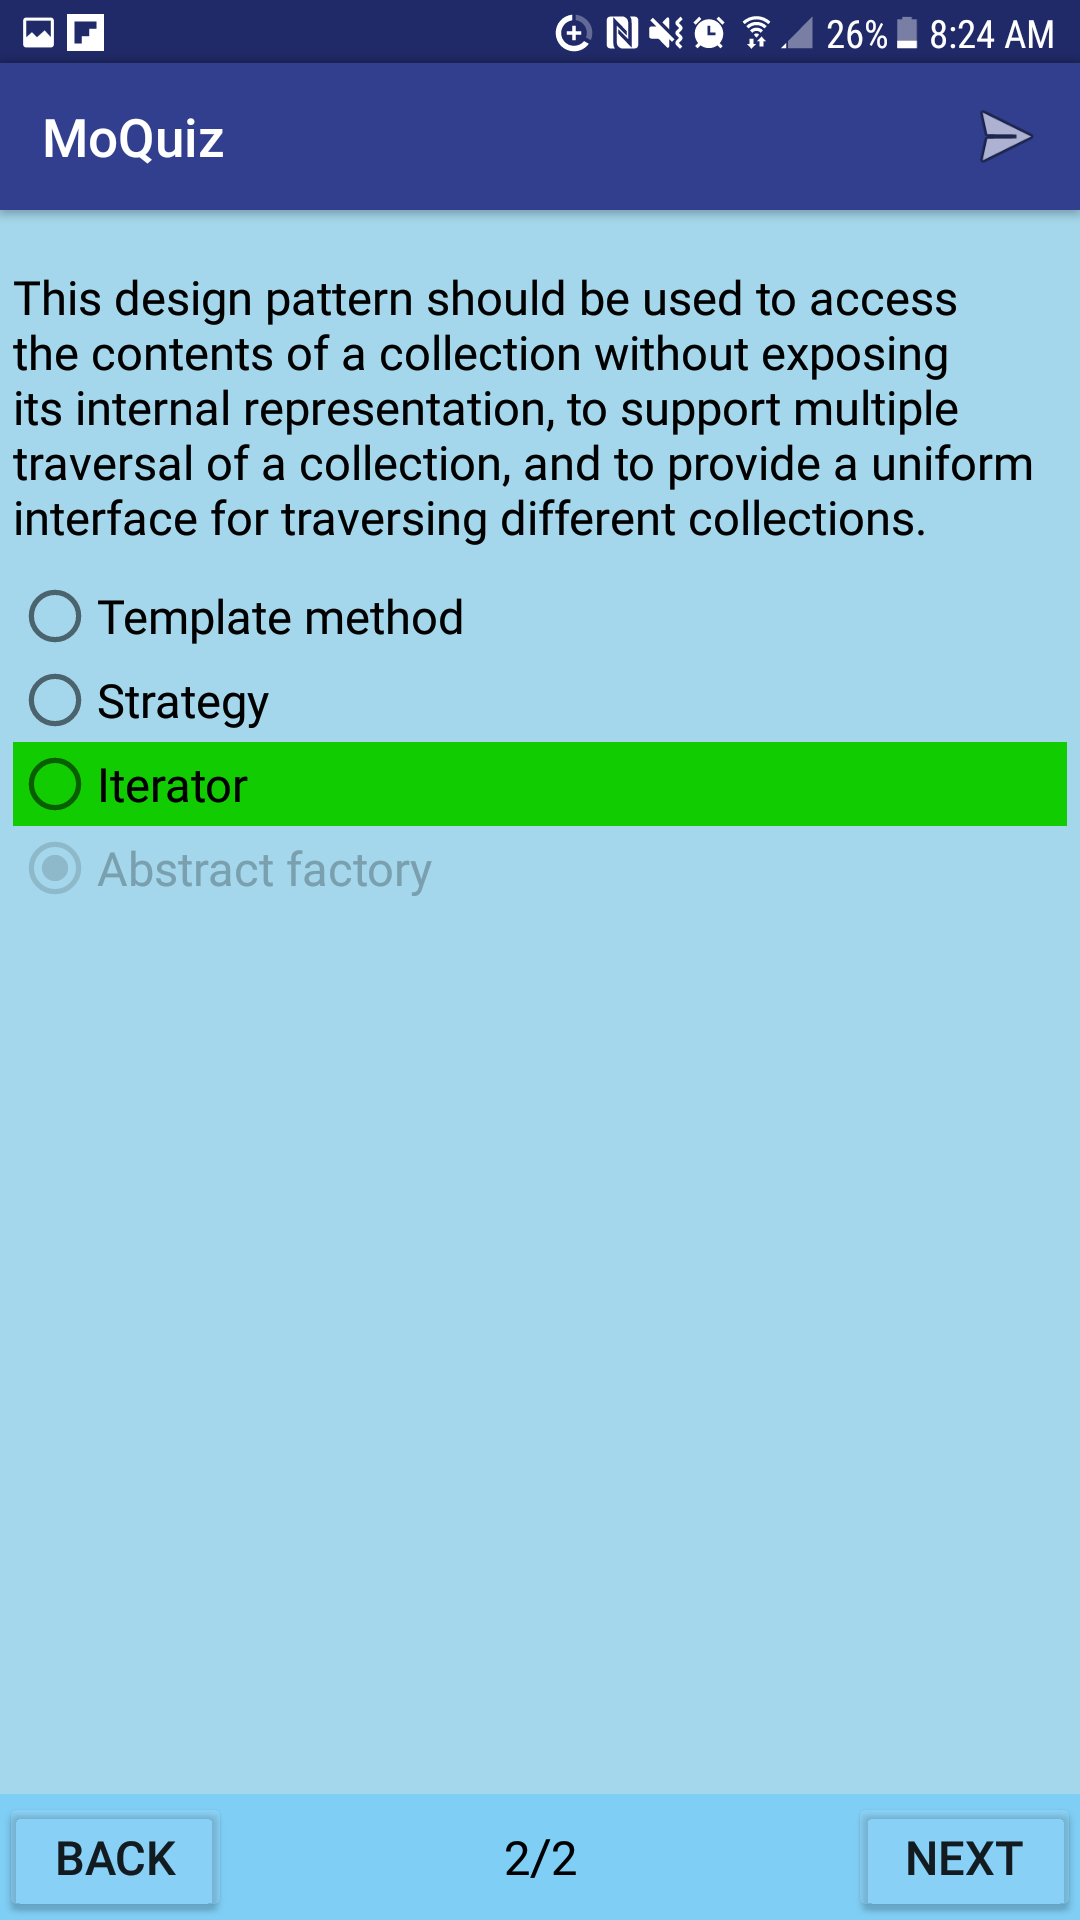 26% 8:24 AM
MoQuiz
This design pattern should be used to access
the contents of a collection without exposing
its internal representation, to support multiple
traversal of a collection, and to provide a uniform
interface for traversing different collections.
Template method
Strategy
Iterator
Abstract factory
BACK 2/2 NEXT